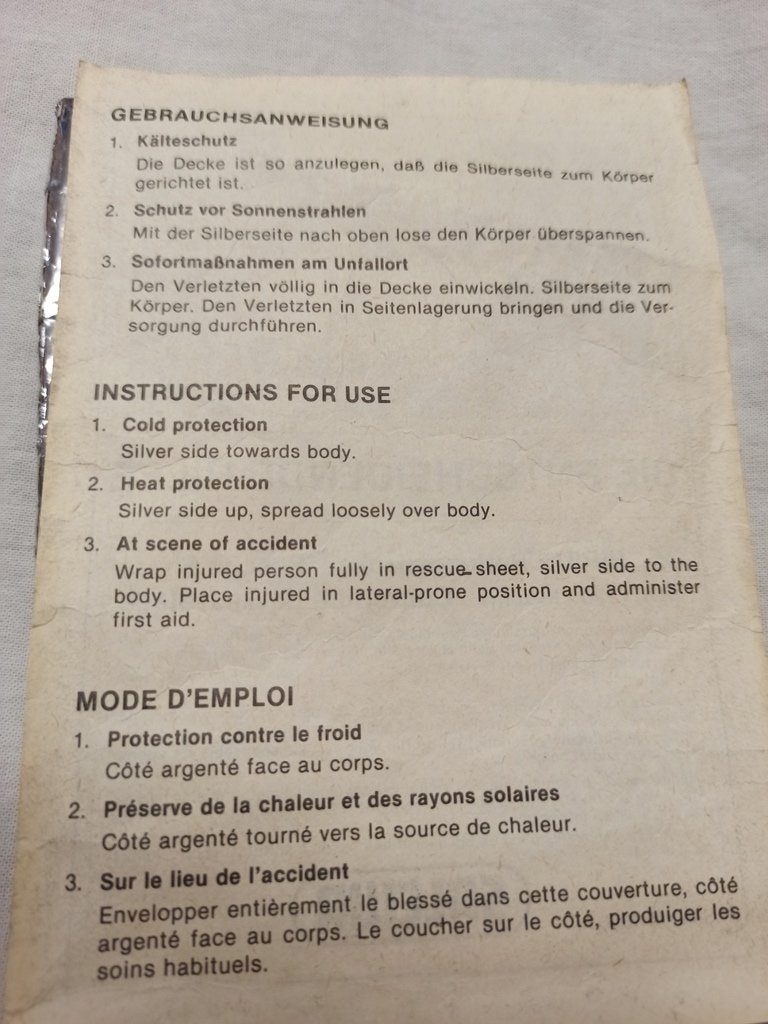 GEBRAUCHSANWEISUNG
1. Kälteschutz
Die Decke ist so anzulegen, daß die Silberseite zum Körper
gerichtet ist.
2. Schutz vor Sonnenstrahlen
Mit der Silberseite nach oben lose den Körper überspannen.
3. Sofortmaßnahmen am Unfallort
Den Verletzten völlig in die Decke einwickeln. Silberseite zum
Körper. Den Verletzten in Seitenlagerung bringen und die Ver-
sorgung durchführen.
INSTRUCTIONS FOR USE
1. Cold protection
Silver side towards body.
2. Heat protection
Silver side up, spread loosely over body.
3. At scene of accident
Wrap injured person fully in rescue sheet, silver side to the
body. Place injured in lateral-prone position and administer
first aid.
MODE D'EMPLOI
1. Protection contre le froid
Côté argenté face au corps.
2. Préserve de la chaleur et des rayons solaires
Côté argenté tourné vers la source de chaleur.
3. Sur le lieu de l'accident
Envelopper entièrement le blessé dans cette couverture, côté
argenté face au corps. Le coucher sur le côté, produiger les
soins habituels.